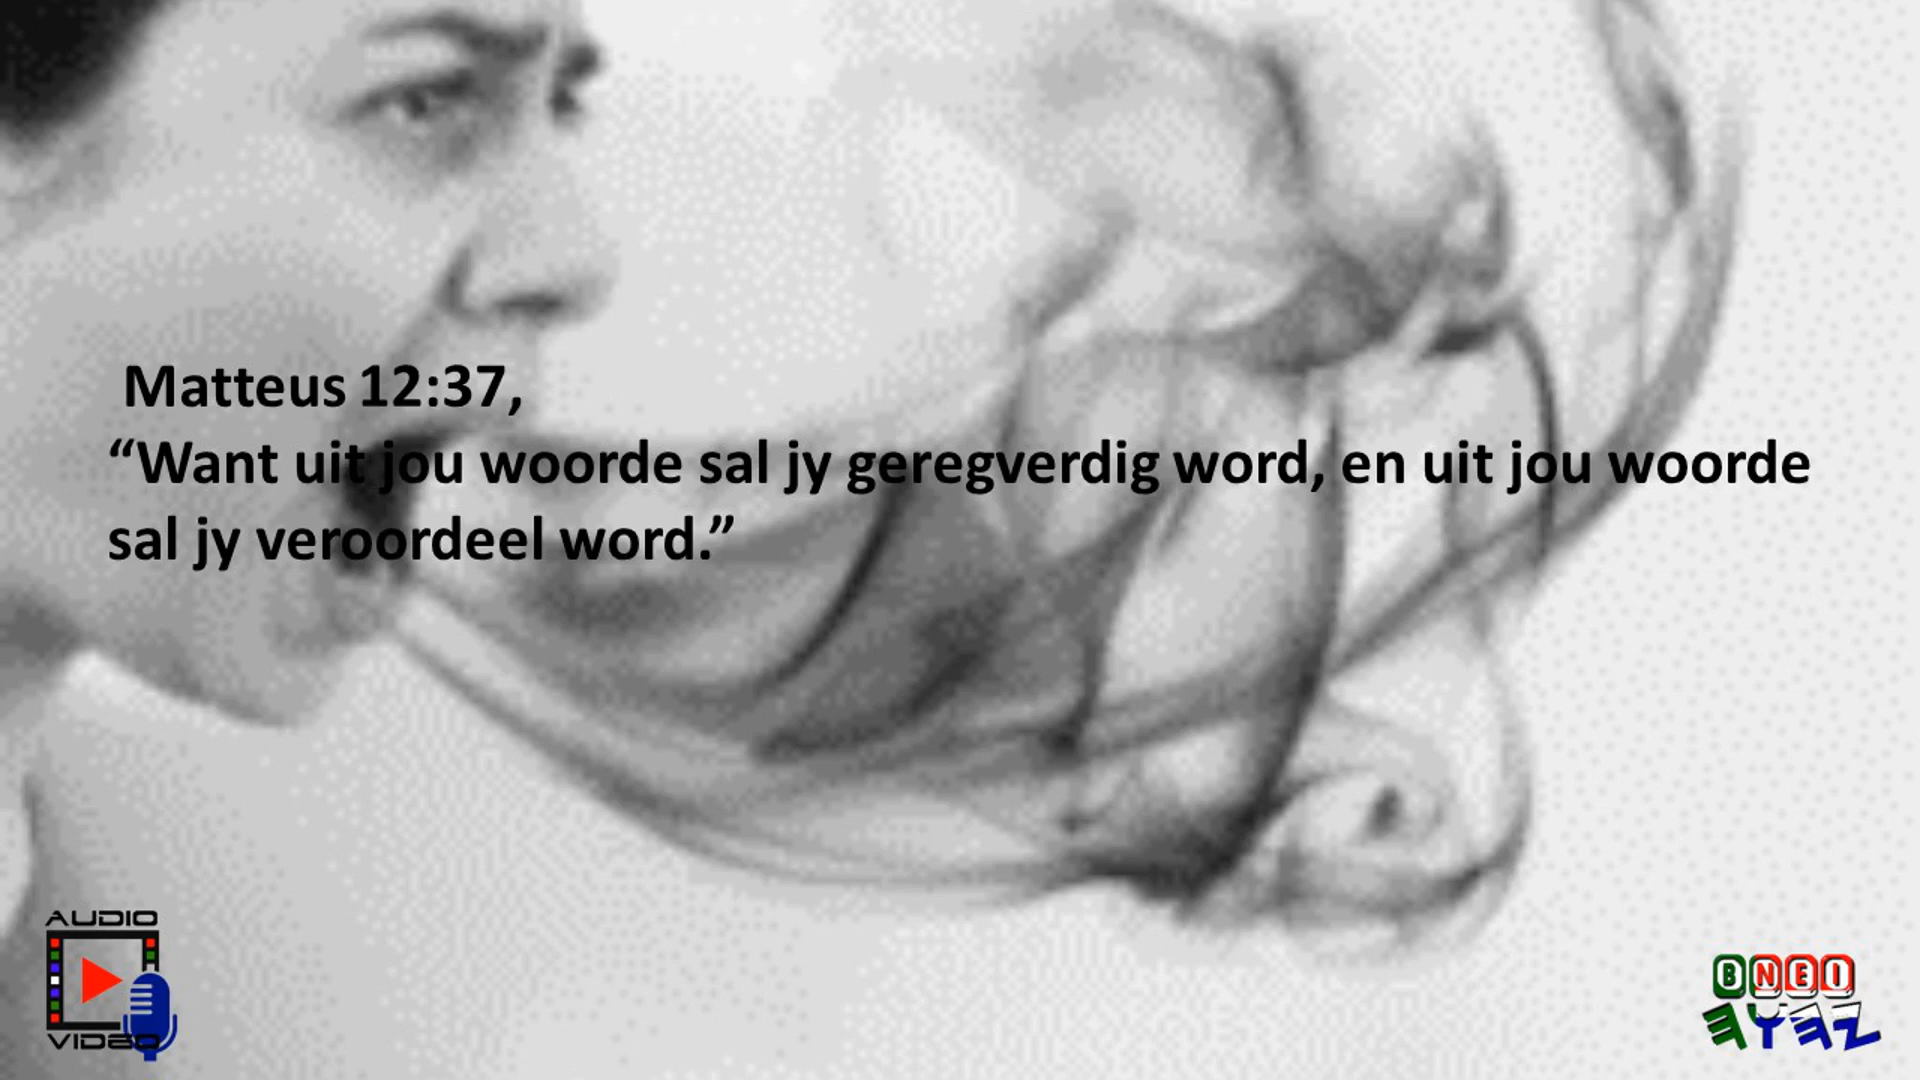 Matteus 12:37,
“Want uit jou woorde sal jy geregverdig word, en uit jou woorde
sal jy veroordeel word.”
AUDIO
VIDEO
BNEI